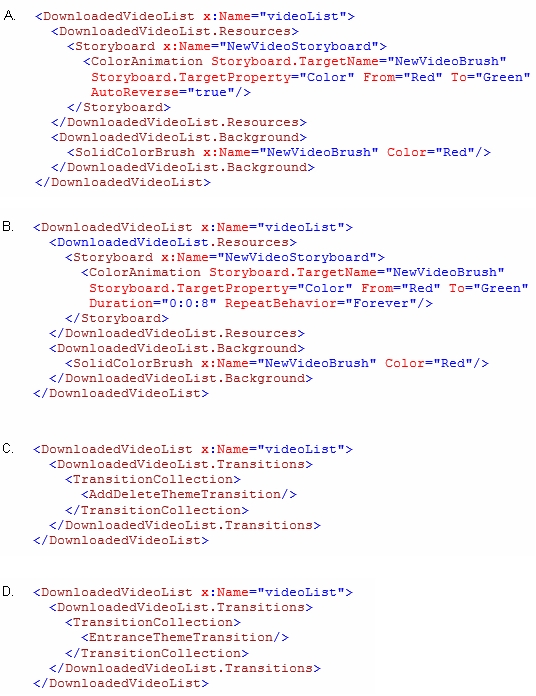 A. <DownloadedVideoList x:Name="videoList">
<DownloadedVideoList.Resources>
<Storyboard x:Name="NewVideoStoryboard">
<ColorAnimation Storyboard.TargetName="NewVideoBrush"
Storyboard.TargetProperty="Color" From="Red" To="Green"
AutoReverse="true"/>
</Storyboard>
</DownloadedVideoList.Resources>
<DownloadedVideoList.Background>
<SolidColorBrush x:Name="NewVideoBrush" Color="Red"/>
</DownloadedVideoList.Background>
</DownloadedVideoList>
B. <DownloadedVideoList x:Name="videoList">
<DownloadedVideoList.Resources>
<Storyboard x:Name="NewVideoStoryboard">
<ColorAnimation Storyboard.TargetName="NewVideoBrush"
Storyboard.TargetProperty="Color" From="Red" To="Green"
Duration="0:0:8" RepeatBehavior="Forever"/>
</Storyboard>
</DownloadedVideoList.Resources>
<DownloadedVideoList.Background>
<SolidColorBrush x:Name="NewVideoBrush" Color="Red"/>
</DownloadedVideoList.Background>
</DownloadedVideoList>
C. <DownloadedVideoList x:Name="videoList">
<DownloadedVideoList.Transitions>
<TransitionCollection>
<AddDeleteThemeTransition/>
</TransitionCollection>
</DownloadedVideoList.Transitions>
</DownloadedVideoList>
D. <DownloadedVideoList x:Name="videoList">
<DownloadedVideoList.Transitions>
<TransitionCollection>
<EntranceThemeTransition/>
</TransitionCollection>
</DownloadedVideoList.Transitions>
</DownloadedVideoList>